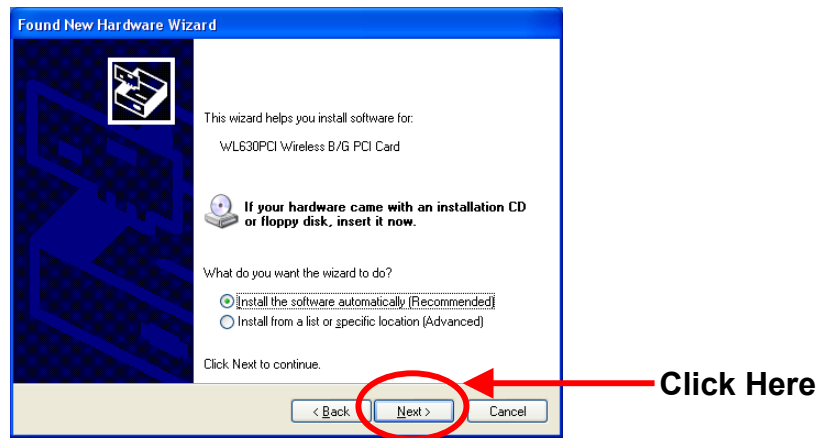 Found New Hardware Wizard
This wizard helps you install software for:
WL630PCI Wireless B/G PCI Card
If your hardware came with an installation CD
or floppy disk, insert it now.
What do you want the wizard to do?
Install the software automatically (Recommended)
Install from a list or specific location (Advanced)
Click Next to continue.
< Back Next > Cancel
Click Here